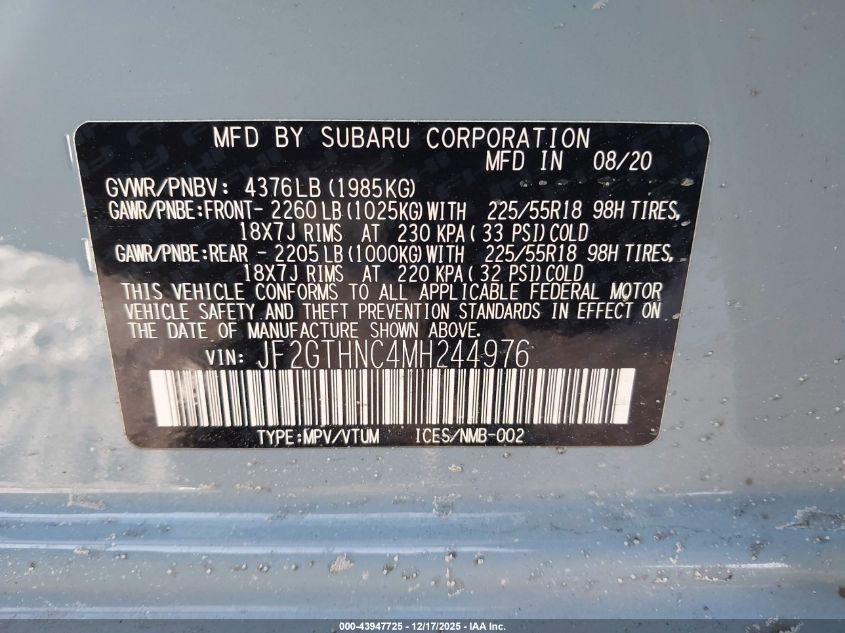 MFD BY SUBARU CORPORATION
MFD IN 08/20
GVWR/PNBV: 4376LB (1985KG)
GAWR/PNBE:FRONT- 2260 LB (1025KG) WITH 225/55R18 98H TIRES,
18X7J RIMS AT 230 KPA ( 33 PSI) COLD
GAWR/PNBE:REAR - 2205 LB (1000KG) WITH 225/55R18 98H TIRES,
18X7J RIMS AT 220 KPA ( 32 PSI) COLD
THIS VEHICLE CONFORMS TO ALL APPLICABLE FEDERAL MOTOR
VEHICLE SAFETY AND THEFT PREVENTION STANDARDS IN EFFECT ON
THE DATE OF MANUFACTURE SHOWN ABOVE.
VIN: JF2GTHNC4MH244976
TYPE:MPV/VTUM ICES/NMB-002
000-43947725 - 12/17/2025 - IAA Inc.